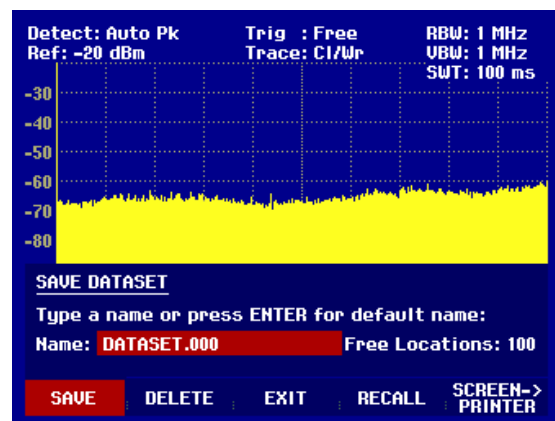 Detect: Auto Pk Trig : Free RBW: 1 MHz
Ref: -20 dBm Trace: Cl/Wr VBW: 1 MHz
SWT: 100 ms
-30
-40
-50
-60
-70
-80
SAVE DATASET
Type a name or press ENTER for default name:
Name: DATASET.000 Free Locations: 100
SAVE DELETE EXIT RECALL SCREEN->
PRINTER